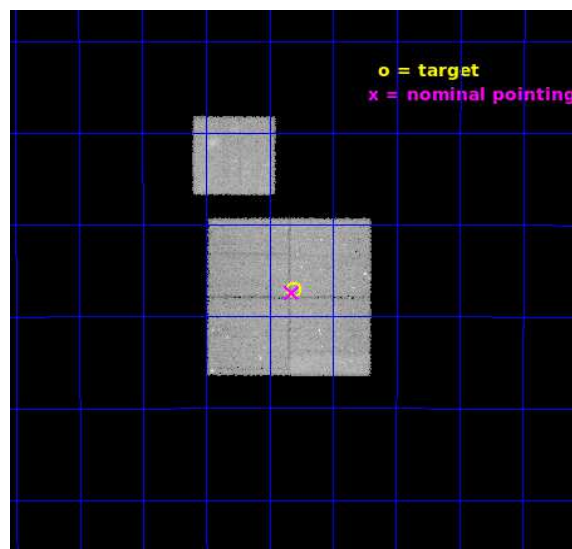 o = target
x = nominal pointing